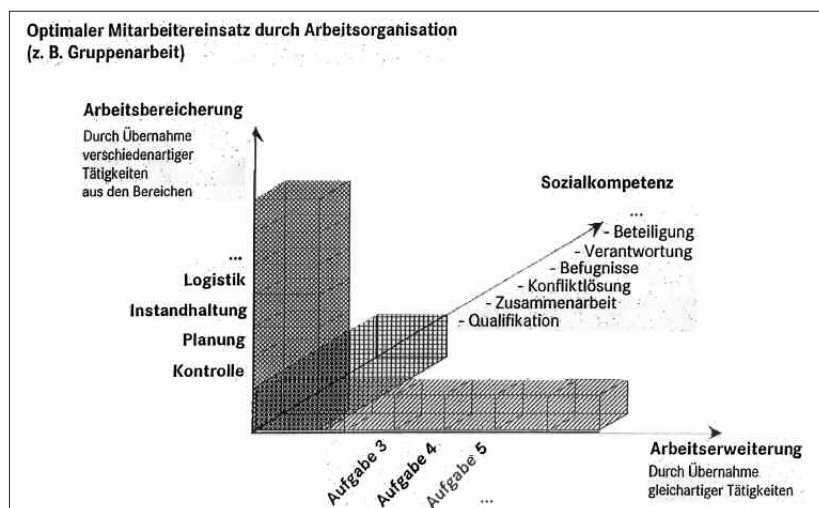 Optimaler Mitarbeitereinsatz durch Arbeitsorganisation
(z. B. Gruppenarbeit)
Arbeitsbereicherung
Durch Übernahme
verschiedenartiger
Tätigkeiten
aus den Bereichen
...
Logistik
Instandhaltung
Planung
Kontrolle
Sozialkompetenz
...
- Beteiligung
- Verantwortung
- Befugnisse
- Konfliktlösung
- Zusammenarbeit
- Qualifikation
Aufgabe 3
Aufgabe 4
Aufgabe 5
...
Arbeitserweiterung
Durch Übernahme
gleichartiger Tätigkeiten